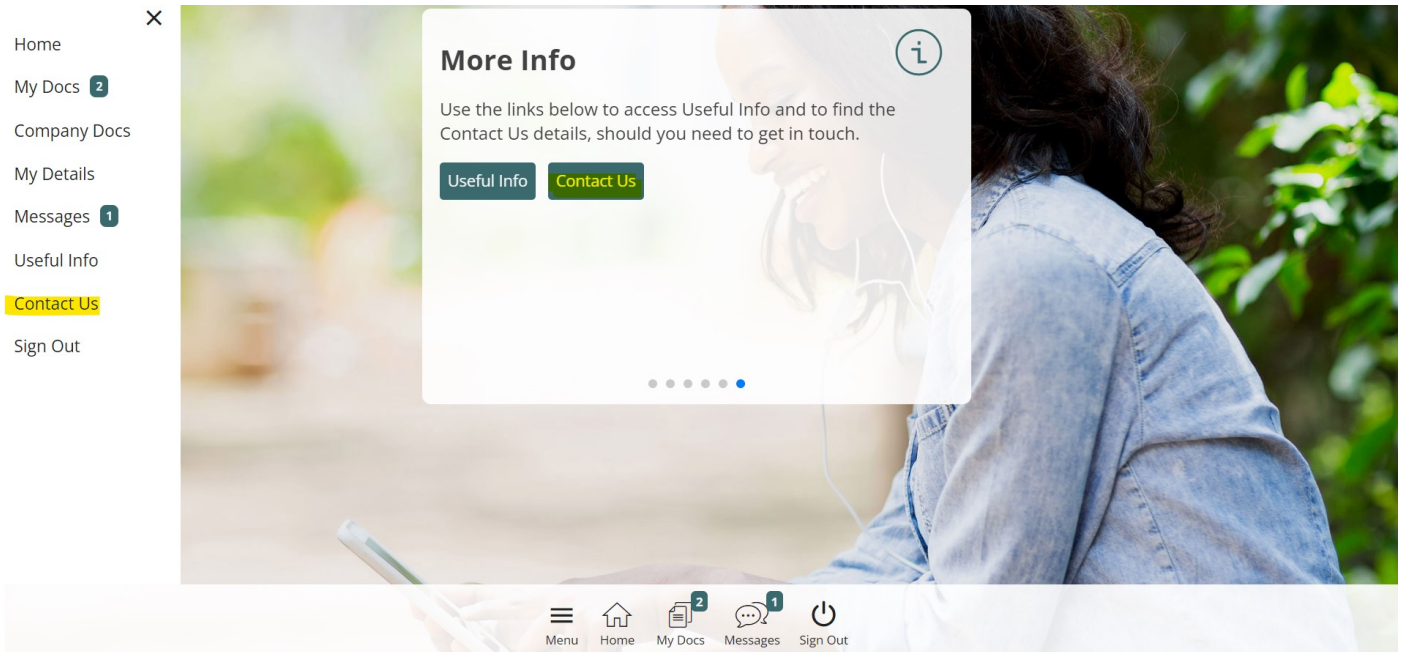 Home
My Docs 2
Company Docs
My Details
Messages 1
Useful Info
Contact Us
Sign Out
More Info
Use the links below to access Useful Info and to find the
Contact Us details, should you need to get in touch.
Useful Info Contact Us
2 1
Menu Home My Docs Messages Sign Out